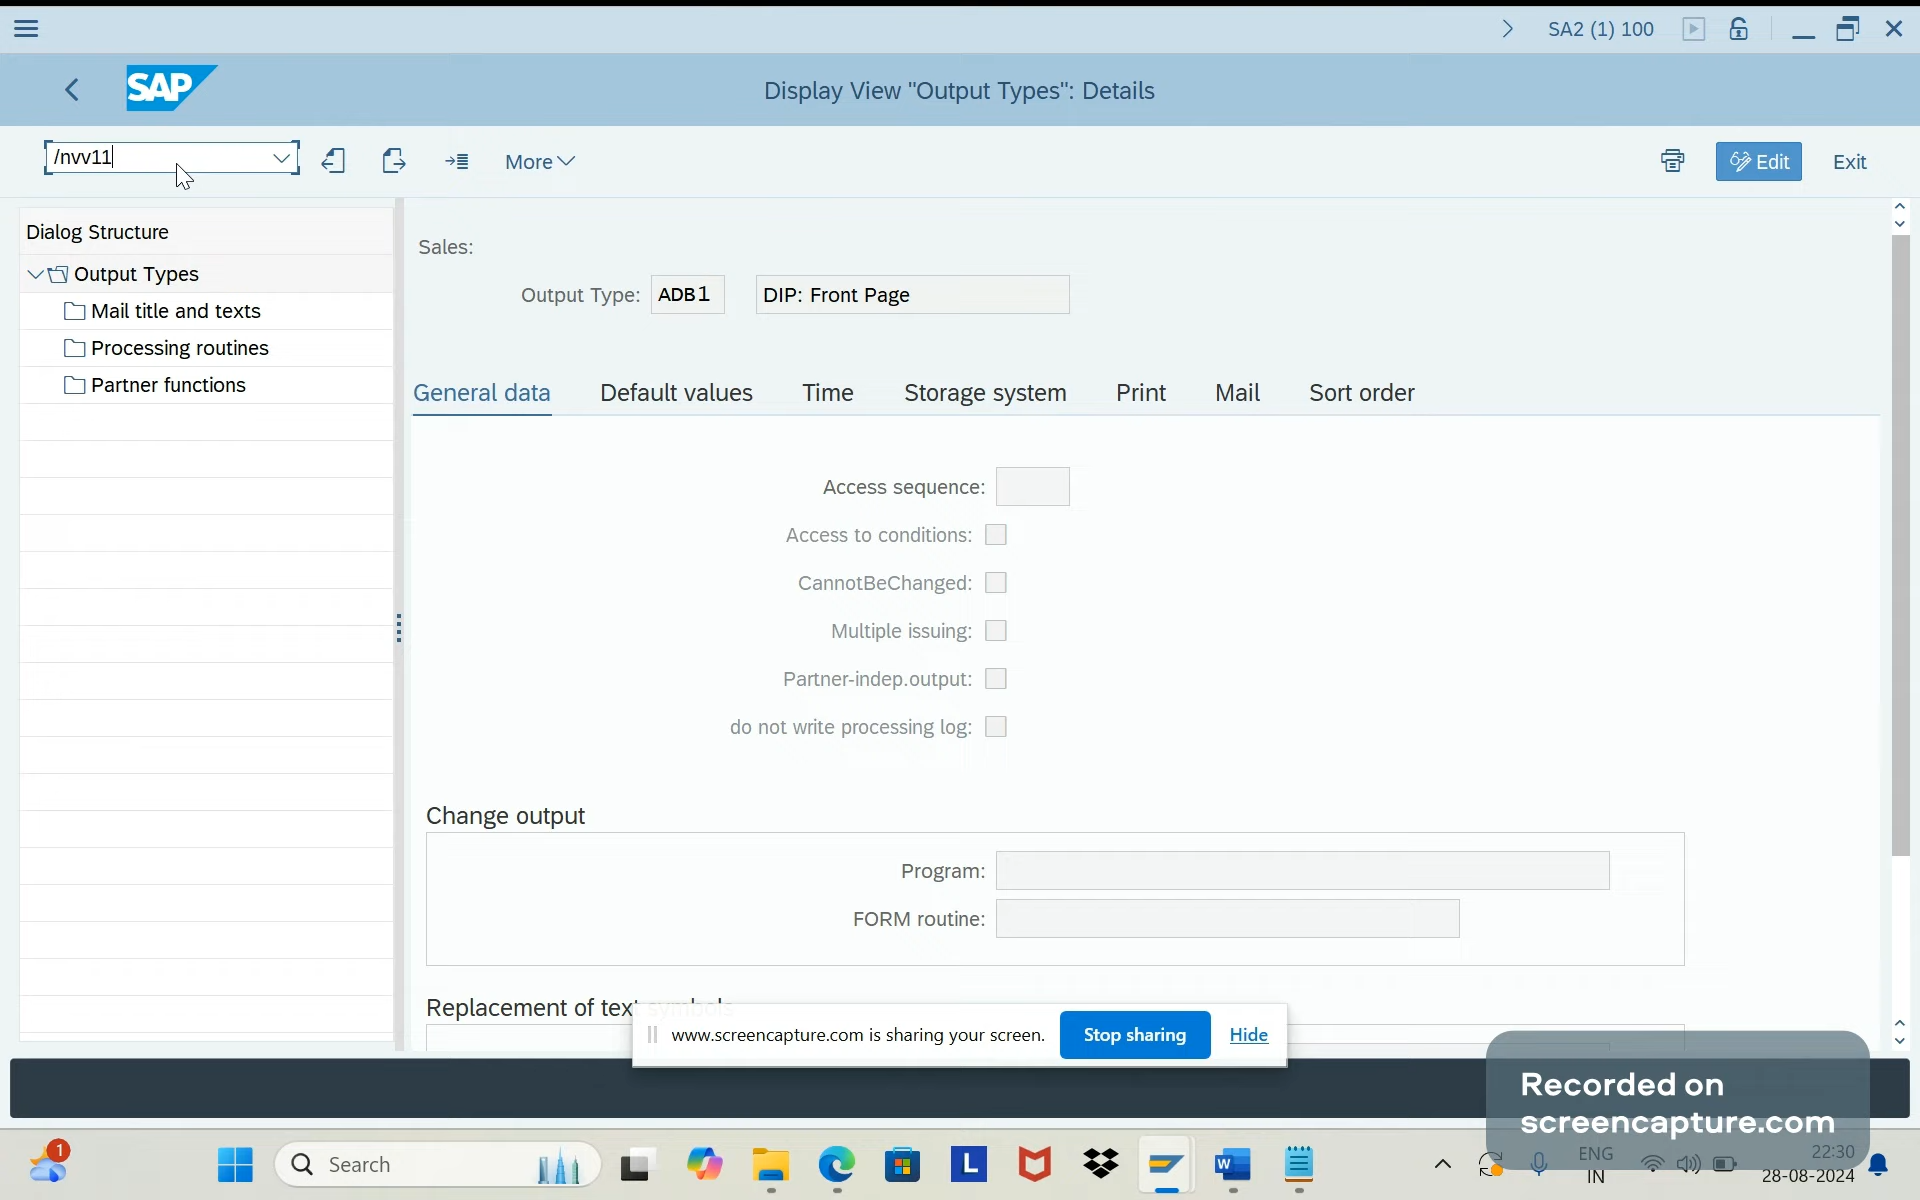 SA2 (1) 100
SAP
Display View "Output Types": Details
/nvv11
More
Edit
Exit
Dialog Structure
Output Types
Mail title and texts
Processing routines
Partner functions
Sales:
Output Type: ADB1 DIP: Front Page
General data Default values Time Storage system Print Mail Sort order
Access sequence:
Access to conditions:
CannotBeChanged:
Multiple issuing:
Partner-indep.output:
do not write processing log:
Change output
Program:
FORM routine:
Replacement of text symbols
www.screencapture.com is sharing your screen. Stop sharing Hide
Recorded on
screencapture.com
1
Search
L
W
ENG
IN
22:30
28-08-2024